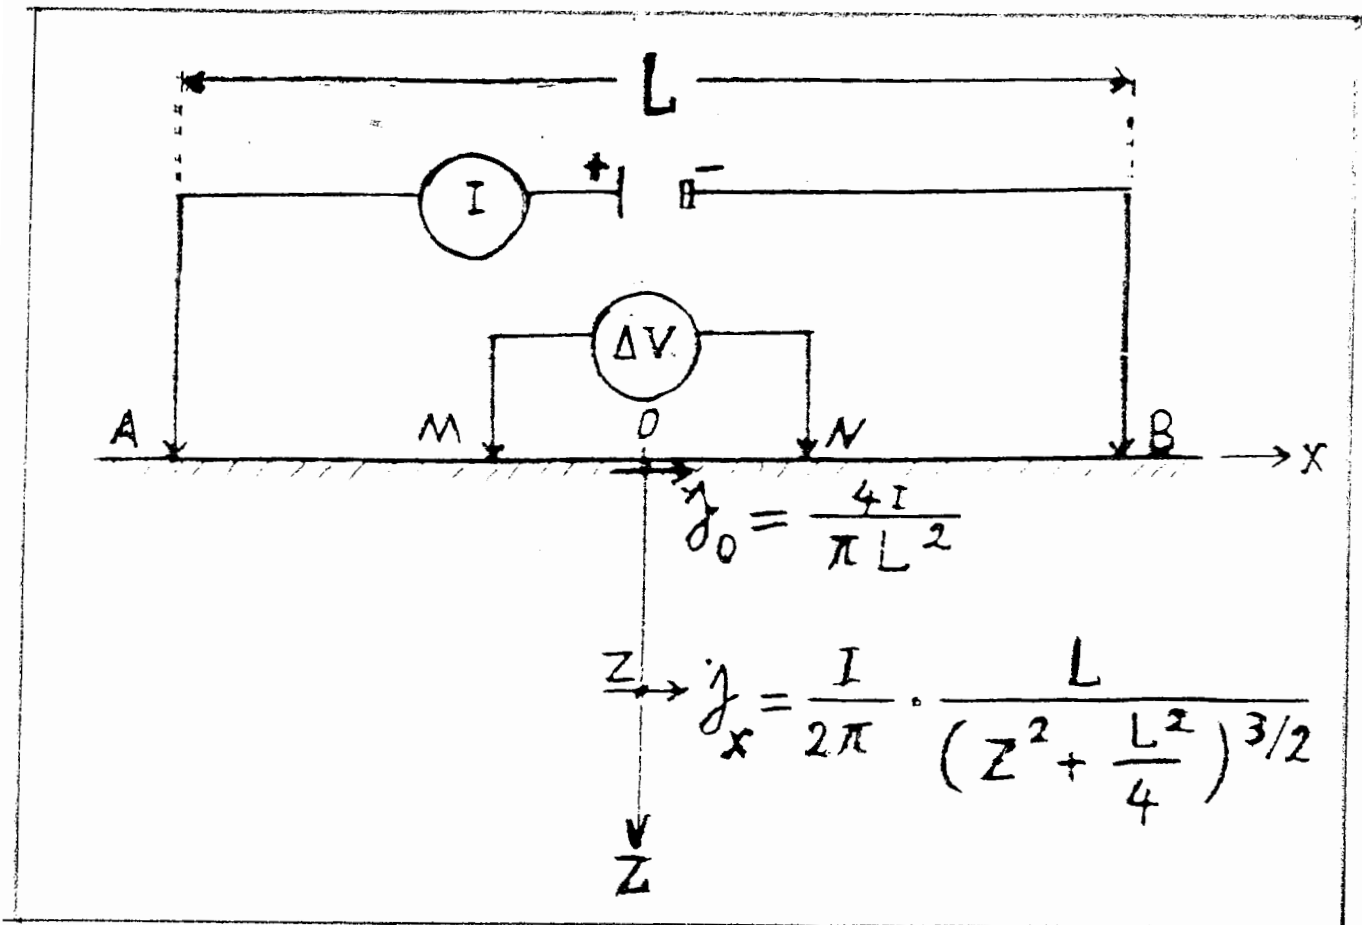 L
I + -
ΔV
A M O N B X
j₀ = 4I / πL²
Z jₓ = I / 2π · L / (Z² + L²/4)^3/2
Z